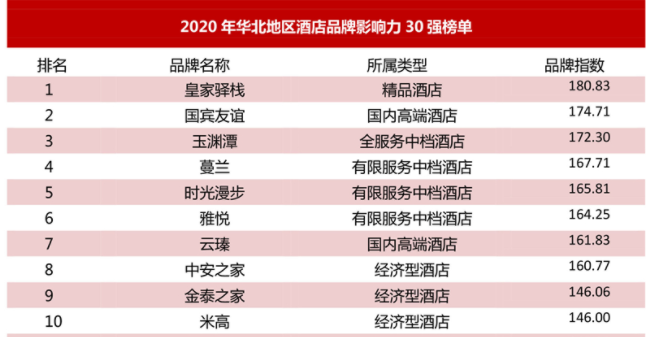 2020 年华北地区酒店品牌影响力 30 强榜单
排名 品牌名称 所属类型 品牌指数
1 皇家驿栈 精品酒店 180.83
2 国宾友谊 国内高端酒店 174.71
3 玉渊潭 全服务中档酒店 172.30
4 蔓兰 有限服务中档酒店 167.71
5 时光漫步 有限服务中档酒店 165.81
6 雅悦 有限服务中档酒店 164.25
7 云瑧 国内高端酒店 161.83
8 中安之家 经济型酒店 160.77
9 金泰之家 经济型酒店 146.06
10 米高 经济型酒店 146.00